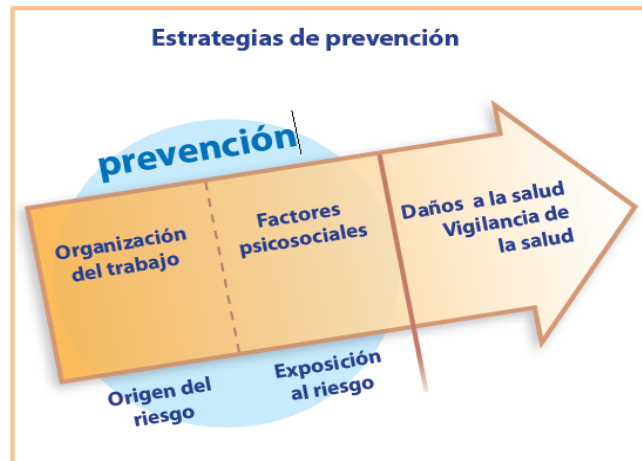 Estrategias de prevención
prevención
Organización
del trabajo
Factores
psicosociales
Daños a la salud
Vigilancia de
la salud
Origen del
riesgo
Exposición
al riesgo